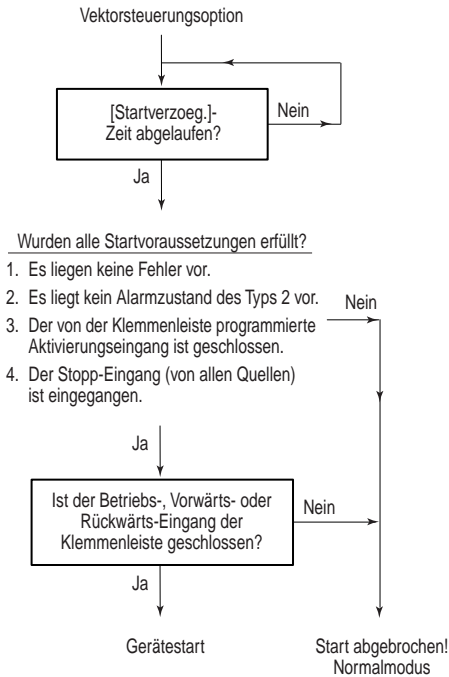 Vektorsteuerungsoption
[Startverzoeg.]-
Zeit abgelaufen?
Nein
Ja
Wurden alle Startvoraussetzungen erfüllt?
1. Es liegen keine Fehler vor.
2. Es liegt kein Alarmzustand des Typs 2 vor.
Nein
3. Der von der Klemmenleiste programmierte
Aktivierungseingang ist geschlossen.
4. Der Stopp-Eingang (von allen Quellen)
ist eingegangen.
Ja
Ist der Betriebs-, Vorwärts- oder
Rückwärts-Eingang der
Klemmenleiste geschlossen?
Nein
Ja
Gerätestart
Start abgebrochen!
Normalmodus